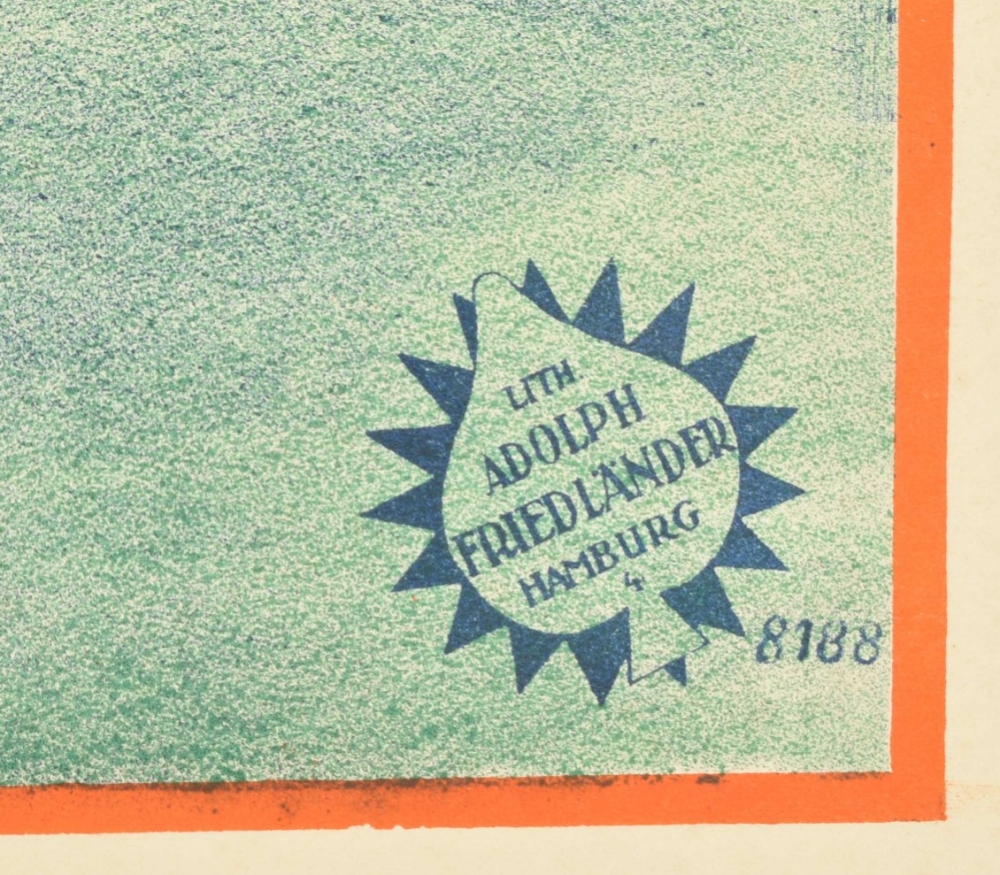 LITH
ADOLPH
FRIEDLÄNDER
HAMBURG
4
8188